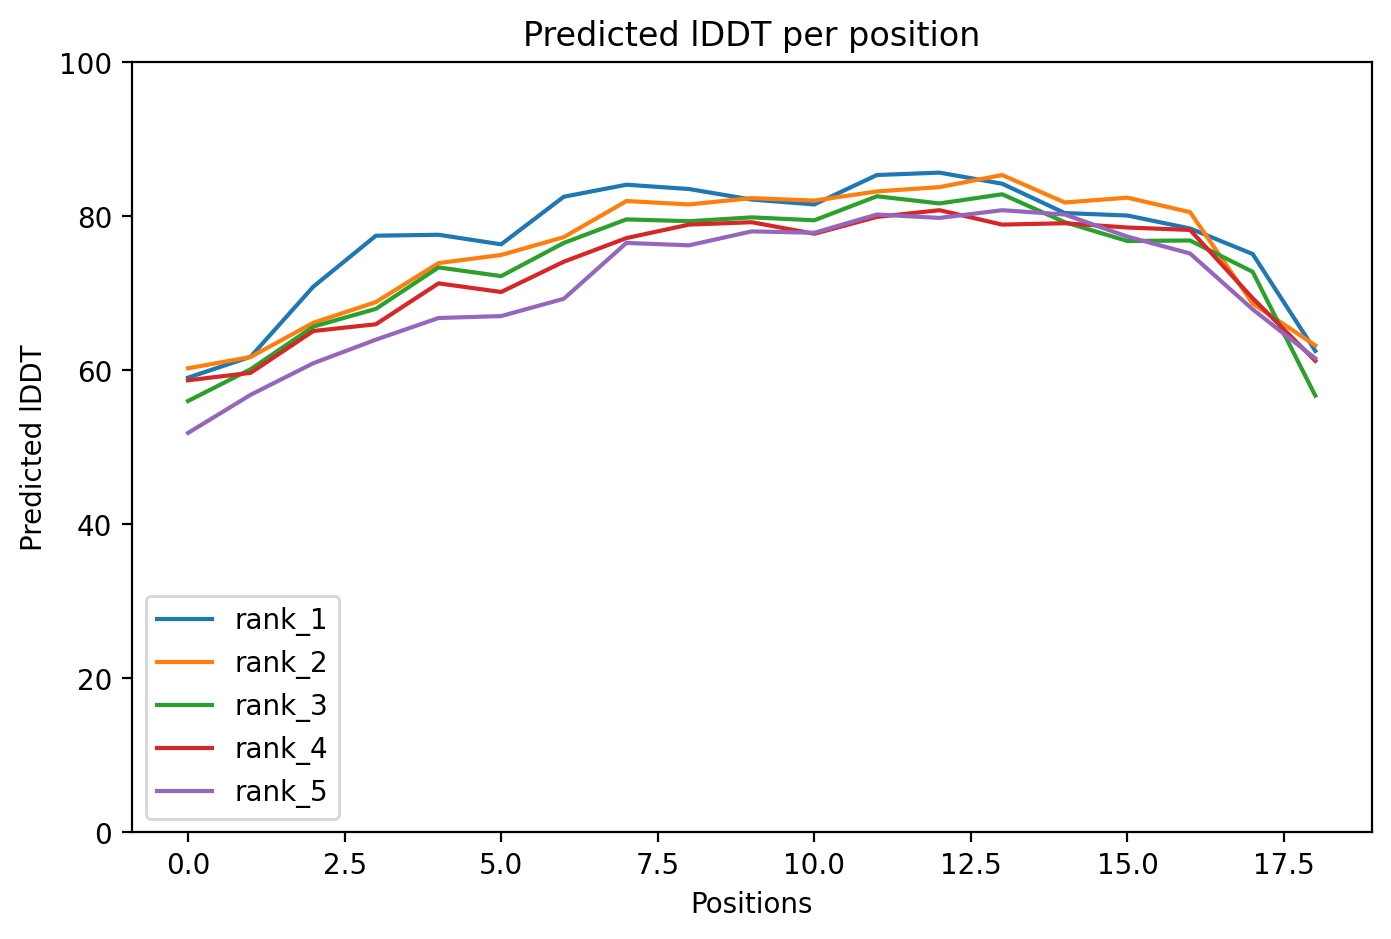 Predicted lDDT per position
100
80
60
40
20
0
Predicted lDDT
rank_1
rank_2
rank_3
rank_4
rank_5
0.0 2.5 5.0 7.5 10.0 12.5 15.0 17.5
Positions